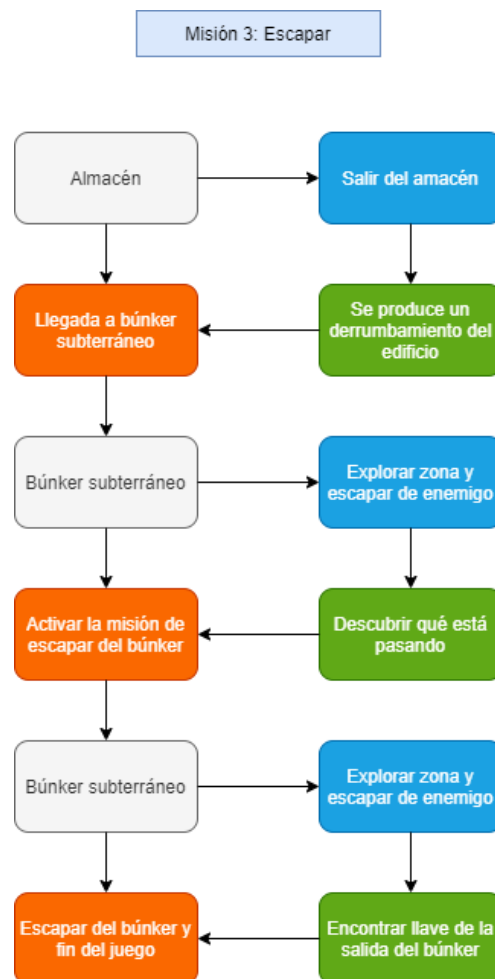 Misión 3: Escapar
Almacén
Salir del amacén
Llegada a búnker
subterráneo
Se produce un
derrumbamiento del
edificio
Búnker subterráneo
Explorar zona y
escapar de enemigo
Activar la misión de
escapar del búnker
Descubrir qué está
pasando
Búnker subterráneo
Explorar zona y
escapar de enemigo
Escapar del búnker y
fin del juego
Encontrar llave de la
salida del búnker